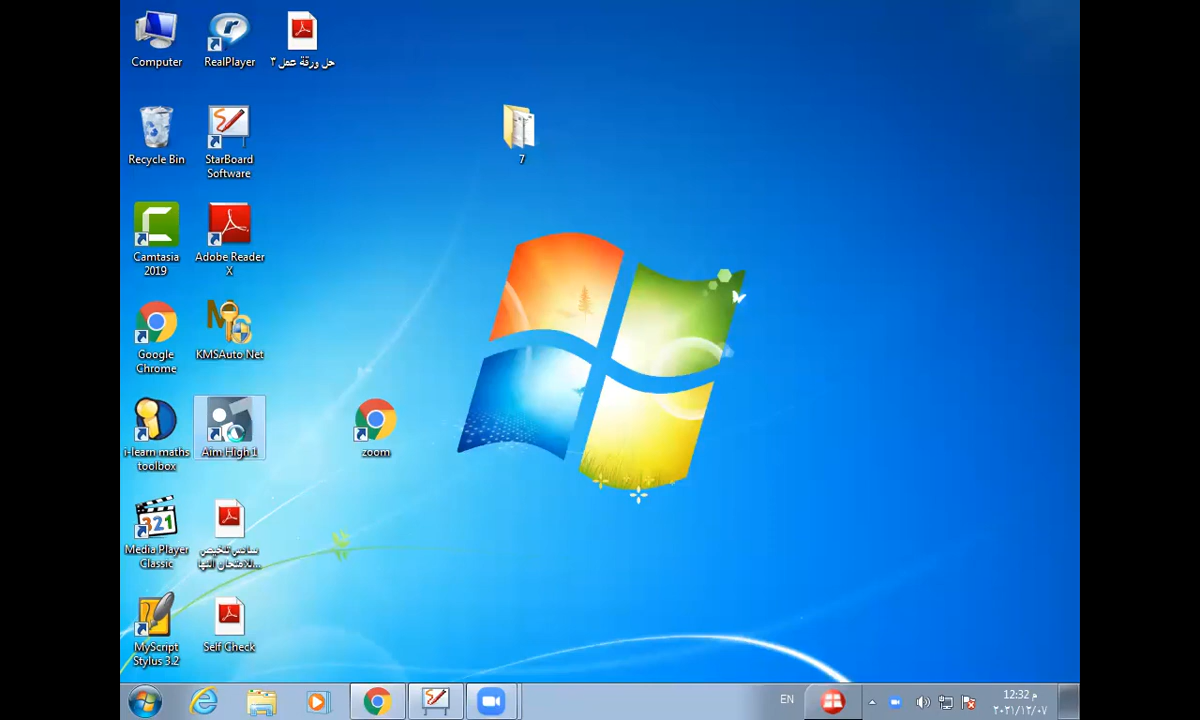 Computer
RealPlayer
حل ورقة عمل ٣
7
Recycle Bin
StarBoard
Software
Camtasia
2019
Adobe Reader
X
Google
Chrome
KMSAuto Net
i-learn maths
toolbox
Aim High 1
zoom
321
Media Player
Classic
MyScript
Stylus 3.2
Self Check
EN
12:32 م
٢٠٢١/١٢/٠٧